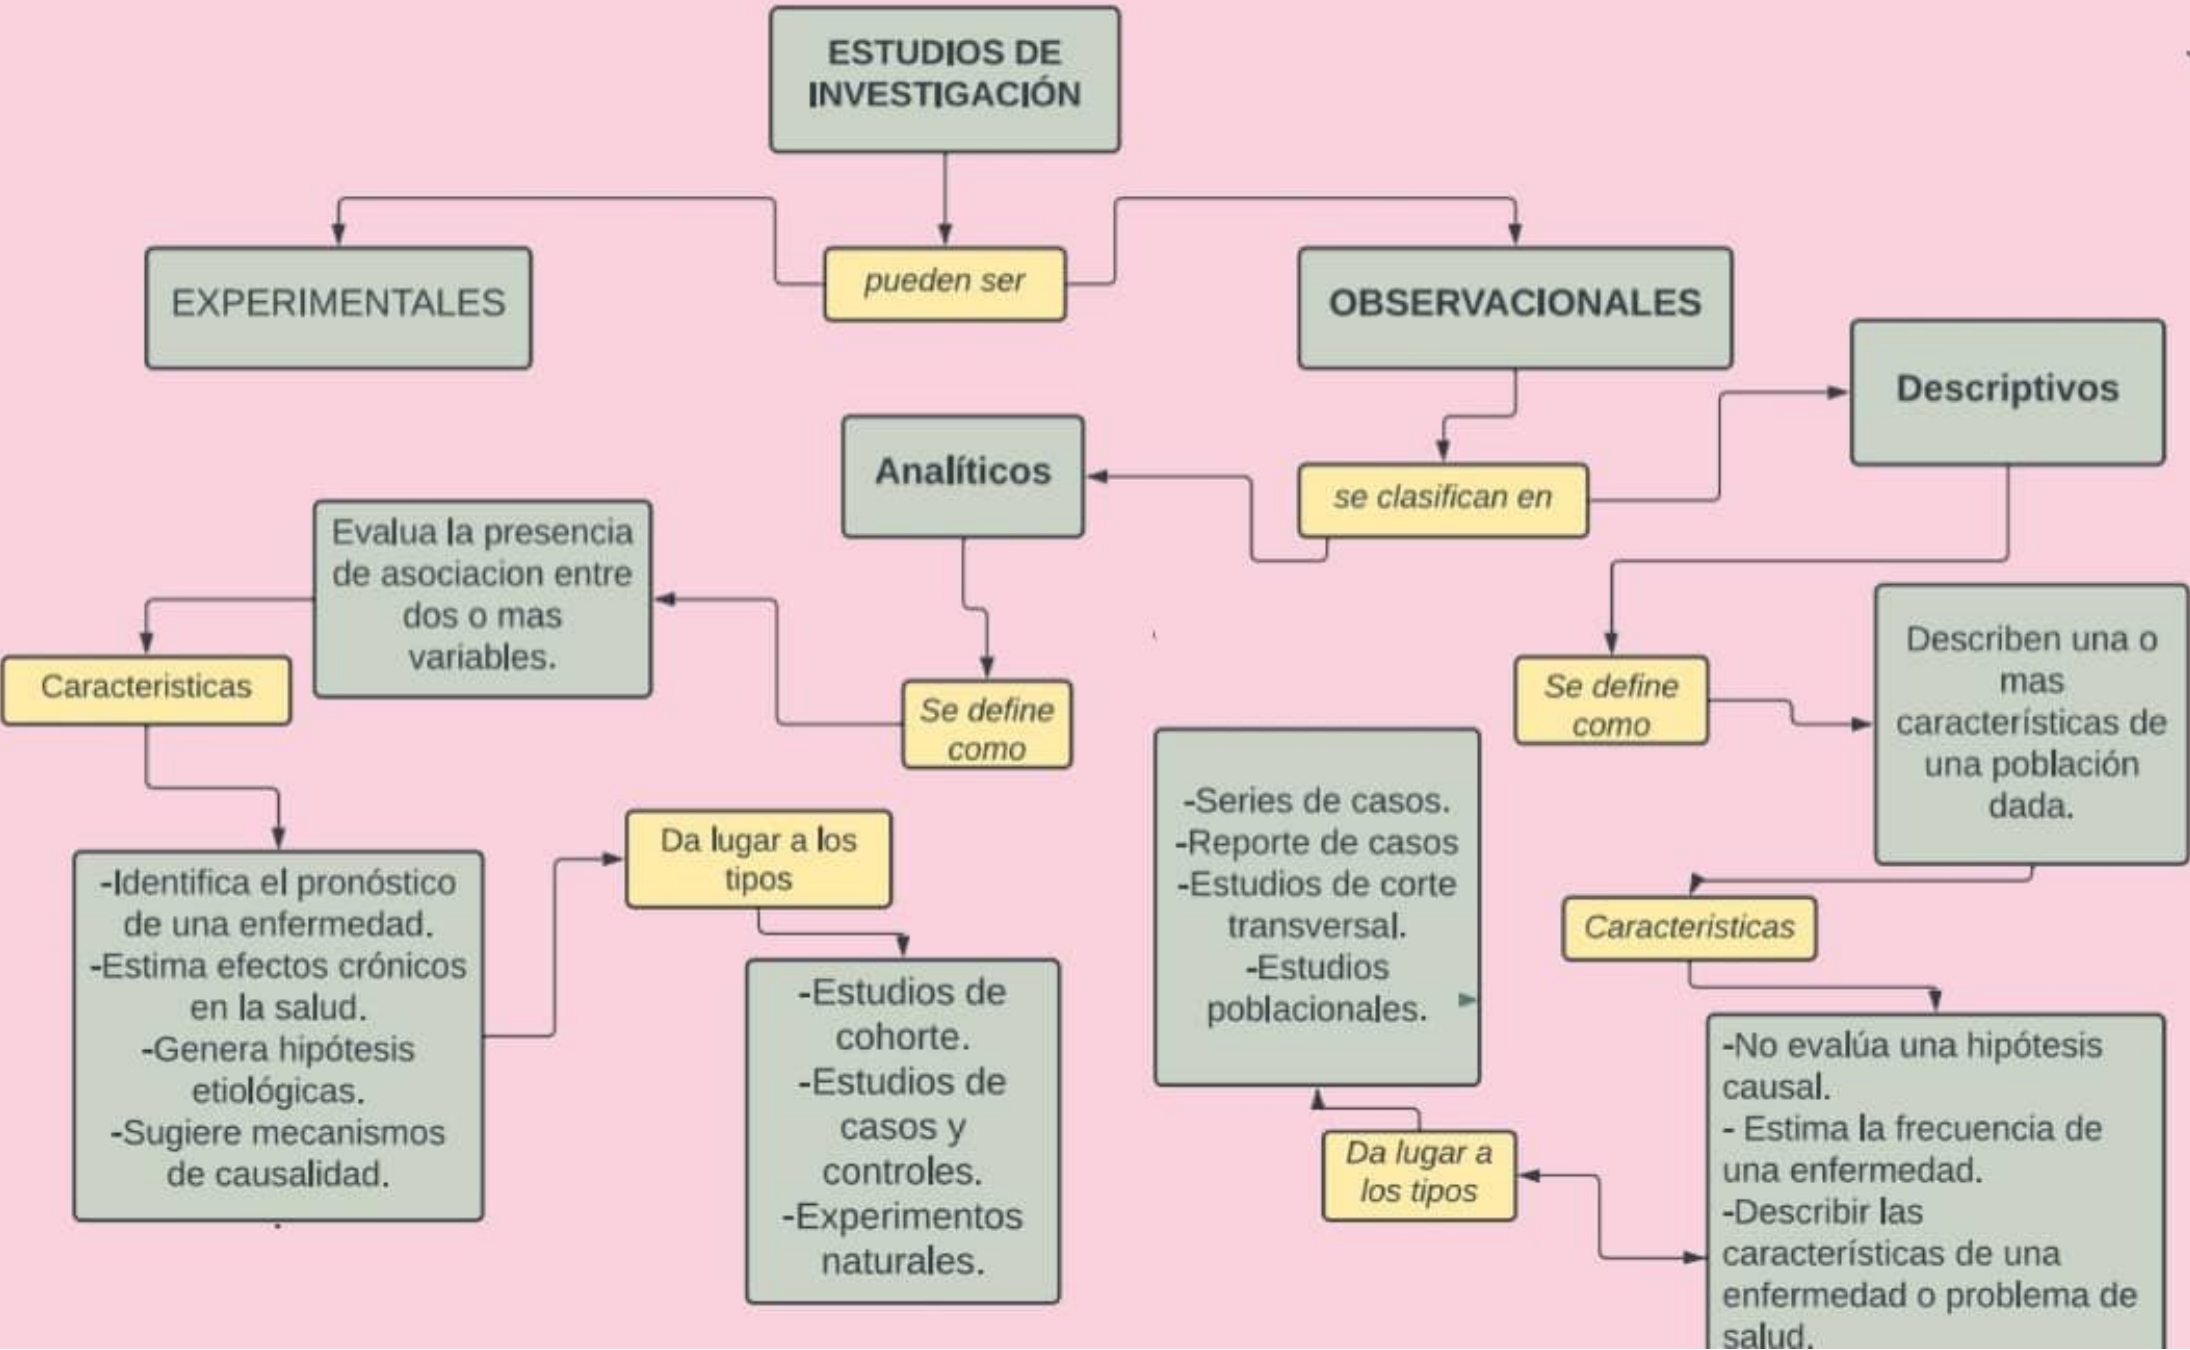 ESTUDIOS DE
INVESTIGACIÓN
EXPERIMENTALES
pueden ser
OBSERVACIONALES
Descriptivos
Analíticos
se clasifican en
Evalua la presencia
de asociacion entre
dos o mas
variables.
Caracteristicas
Se define
como
Se define
como
Describen una o
mas
características de
una población
dada.
-Identifica el pronóstico
de una enfermedad.
-Estima efectos crónicos
en la salud.
-Genera hipótesis
etiológicas.
-Sugiere mecanismos
de causalidad.
.
Da lugar a los
tipos
-Estudios de
cohorte.
-Estudios de
casos y
controles.
-Experimentos
naturales.
-Series de casos.
-Reporte de casos
-Estudios de corte
transversal.
-Estudios
poblacionales.
Caracteristicas
Da lugar a
los tipos
-No evalúa una hipótesis
causal.
- Estima la frecuencia de
una enfermedad.
-Describir las
características de una
enfermedad o problema de
salud.